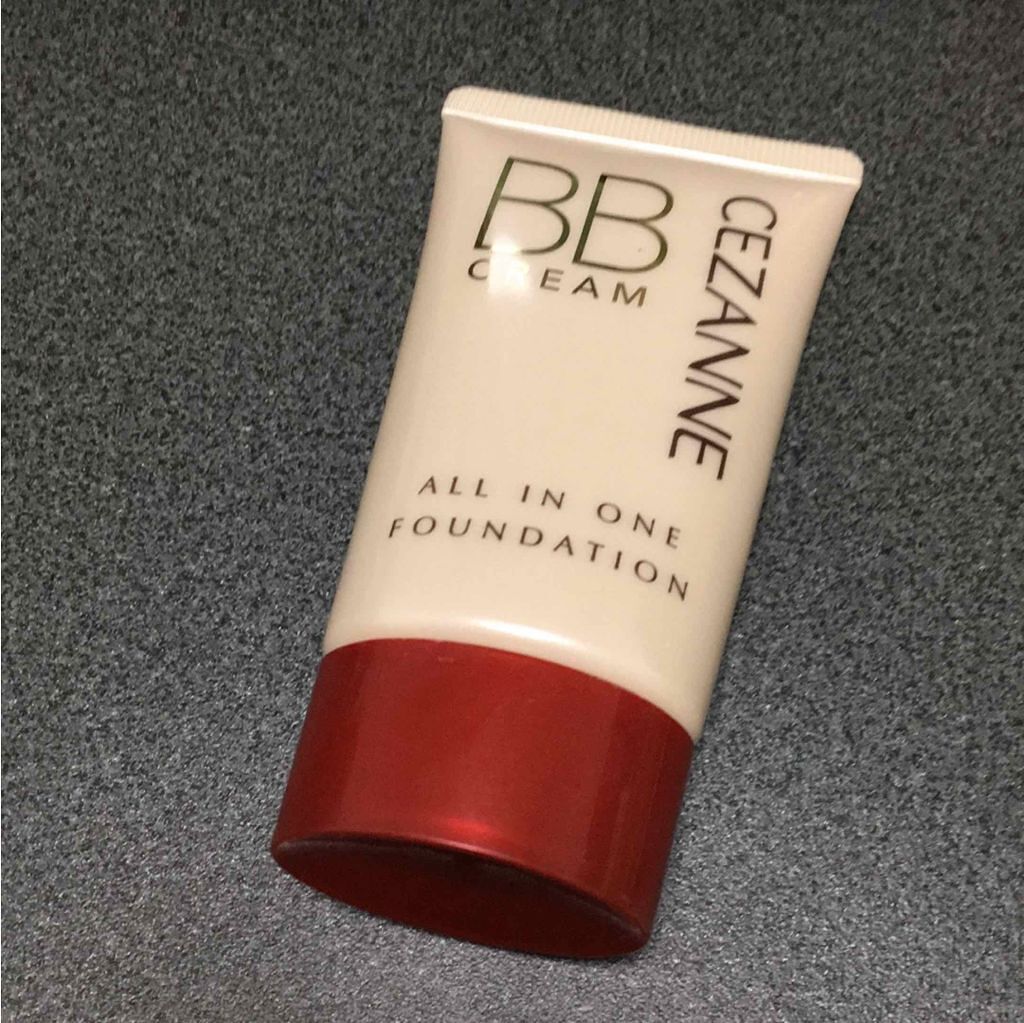 BB
CREAM
CEZANNE
ALL IN ONE
FOUNDATION